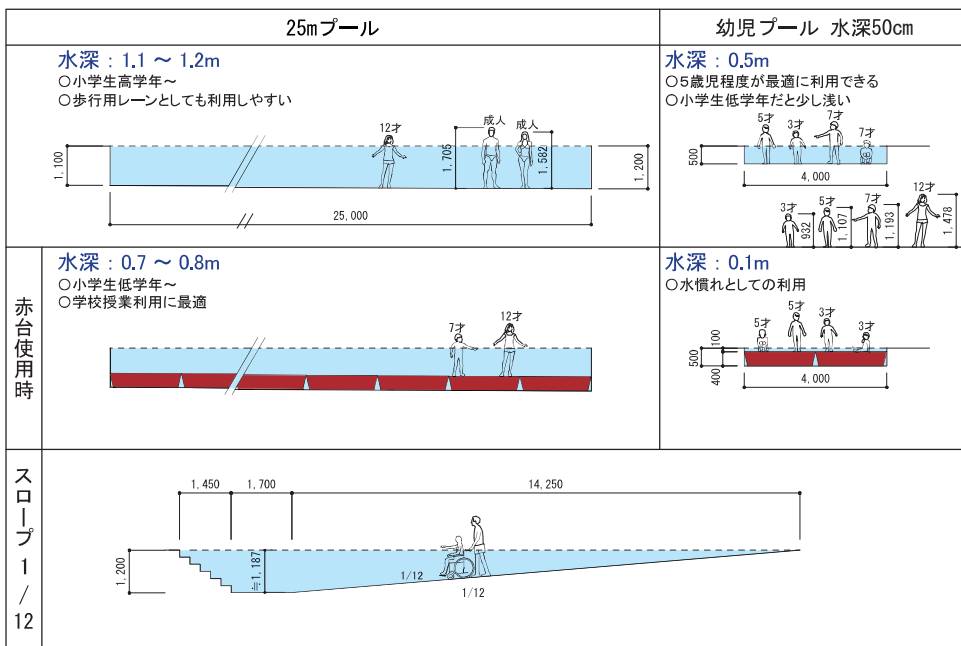 25mプール
幼児プール 水深50cm
水深：1.1 ～ 1.2m
○小学生高学年～
○歩行用レーンとしても利用しやすい
12才
成人
成人
1,100
1,705
1,582
1,200
25,000
水深：0.5m
○5歳児程度が最適に利用できる
○小学生低学年だと少し浅い
5才
3才
7才
7才
500
4,000
3才
5才
7才
12才
932
1,107
1,193
1,478
赤台使用時
水深：0.7 ～ 0.8m
○小学生低学年～
○学校授業利用に最適
7才
12才
水深：0.1m
○水慣れとしての利用
5才
5才
3才
3才
500
100
400
4,000
スロープ1/12
1,450
1,700
14,250
1,200
≒1,187
1/12
1/12